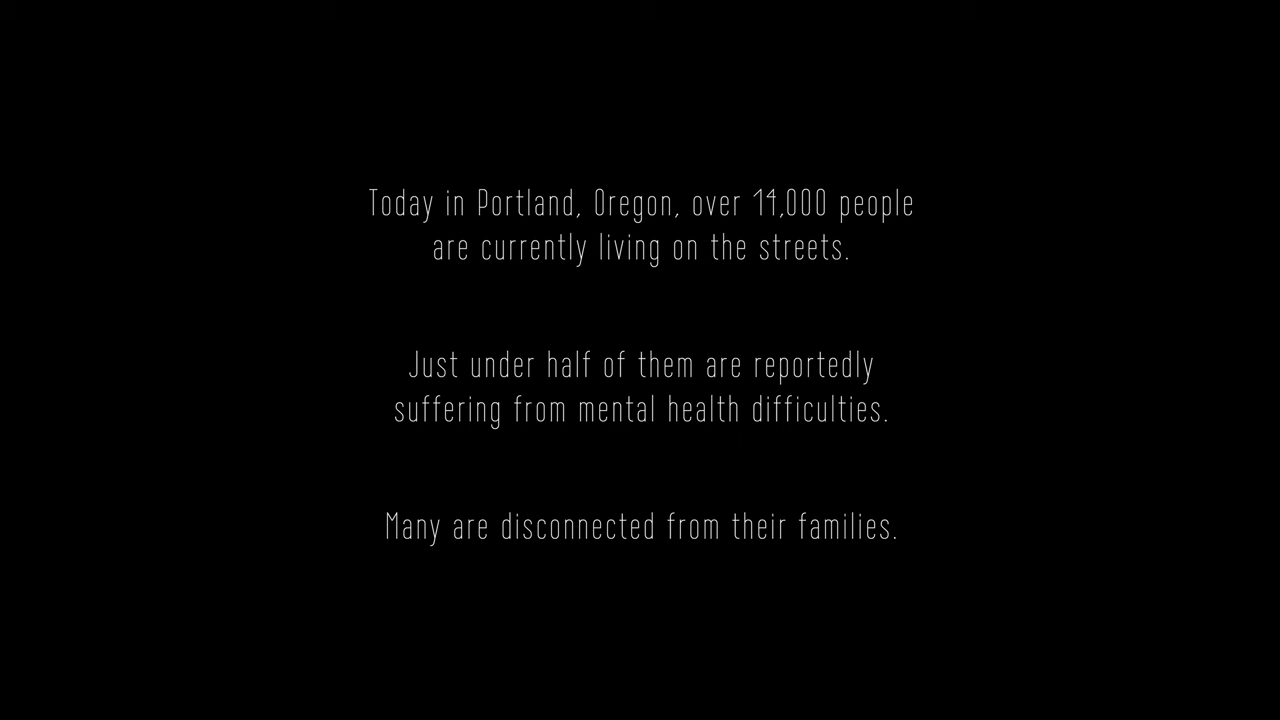 Today in Portland, Oregon, over 14,000 people
are currently living on the streets.
Just under half of them are reportedly
suffering from mental health difficulties.
Many are disconnected from their families.